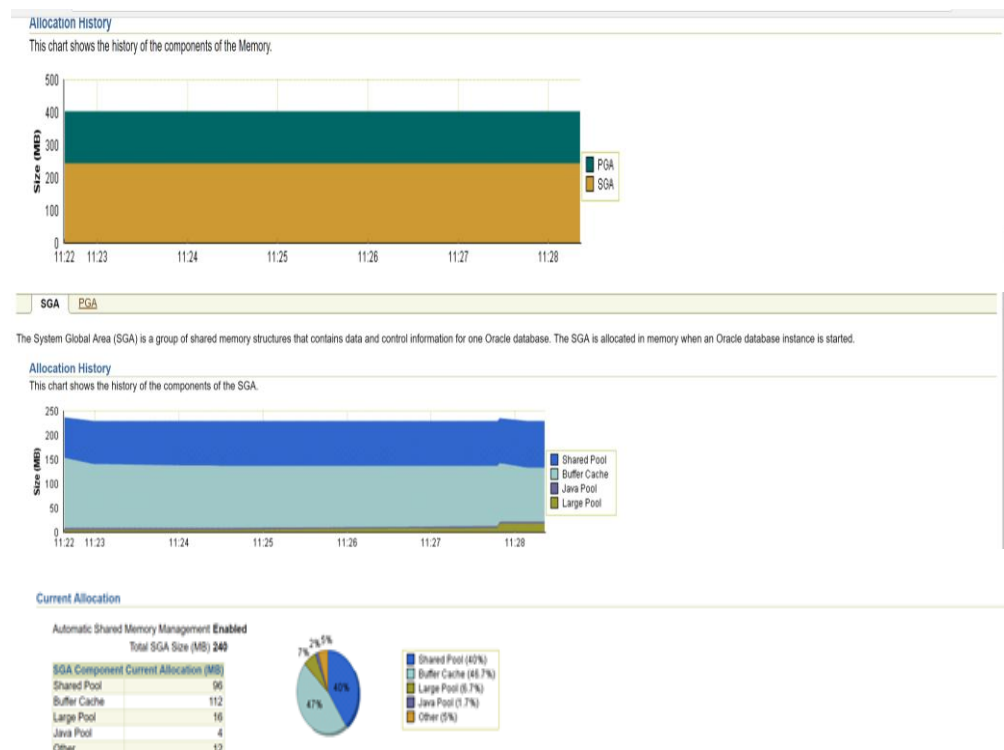 Allocation History
This chart shows the history of the components of the Memory.
500
400
300
200
100
0
Size (MB)
11:22 11:23 11:24 11:25 11:26 11:27 11:28
PGA
SGA
SGA PGA
The System Global Area (SGA) is a group of shared memory structures that contains data and control information for one Oracle database. The SGA is allocated in memory when an Oracle database instance is started.
Allocation History
This chart shows the history of the components of the SGA.
250
200
150
100
50
0
Size (MB)
11:22 11:23 11:24 11:25 11:26 11:27 11:28
Shared Pool
Buffer Cache
Java Pool
Large Pool
Current Allocation
Automatic Shared Memory Management Enabled
Total SGA Size (MB) 240
SGA Component Current Allocation (MB)
Shared Pool 96
Buffer Cache 112
Large Pool 16
Java Pool 4
Other 12
7% 2% 5%
40%
47%
Shared Pool (40%)
Buffer Cache (46.7%)
Large Pool (6.7%)
Java Pool (1.7%)
Other (5%)